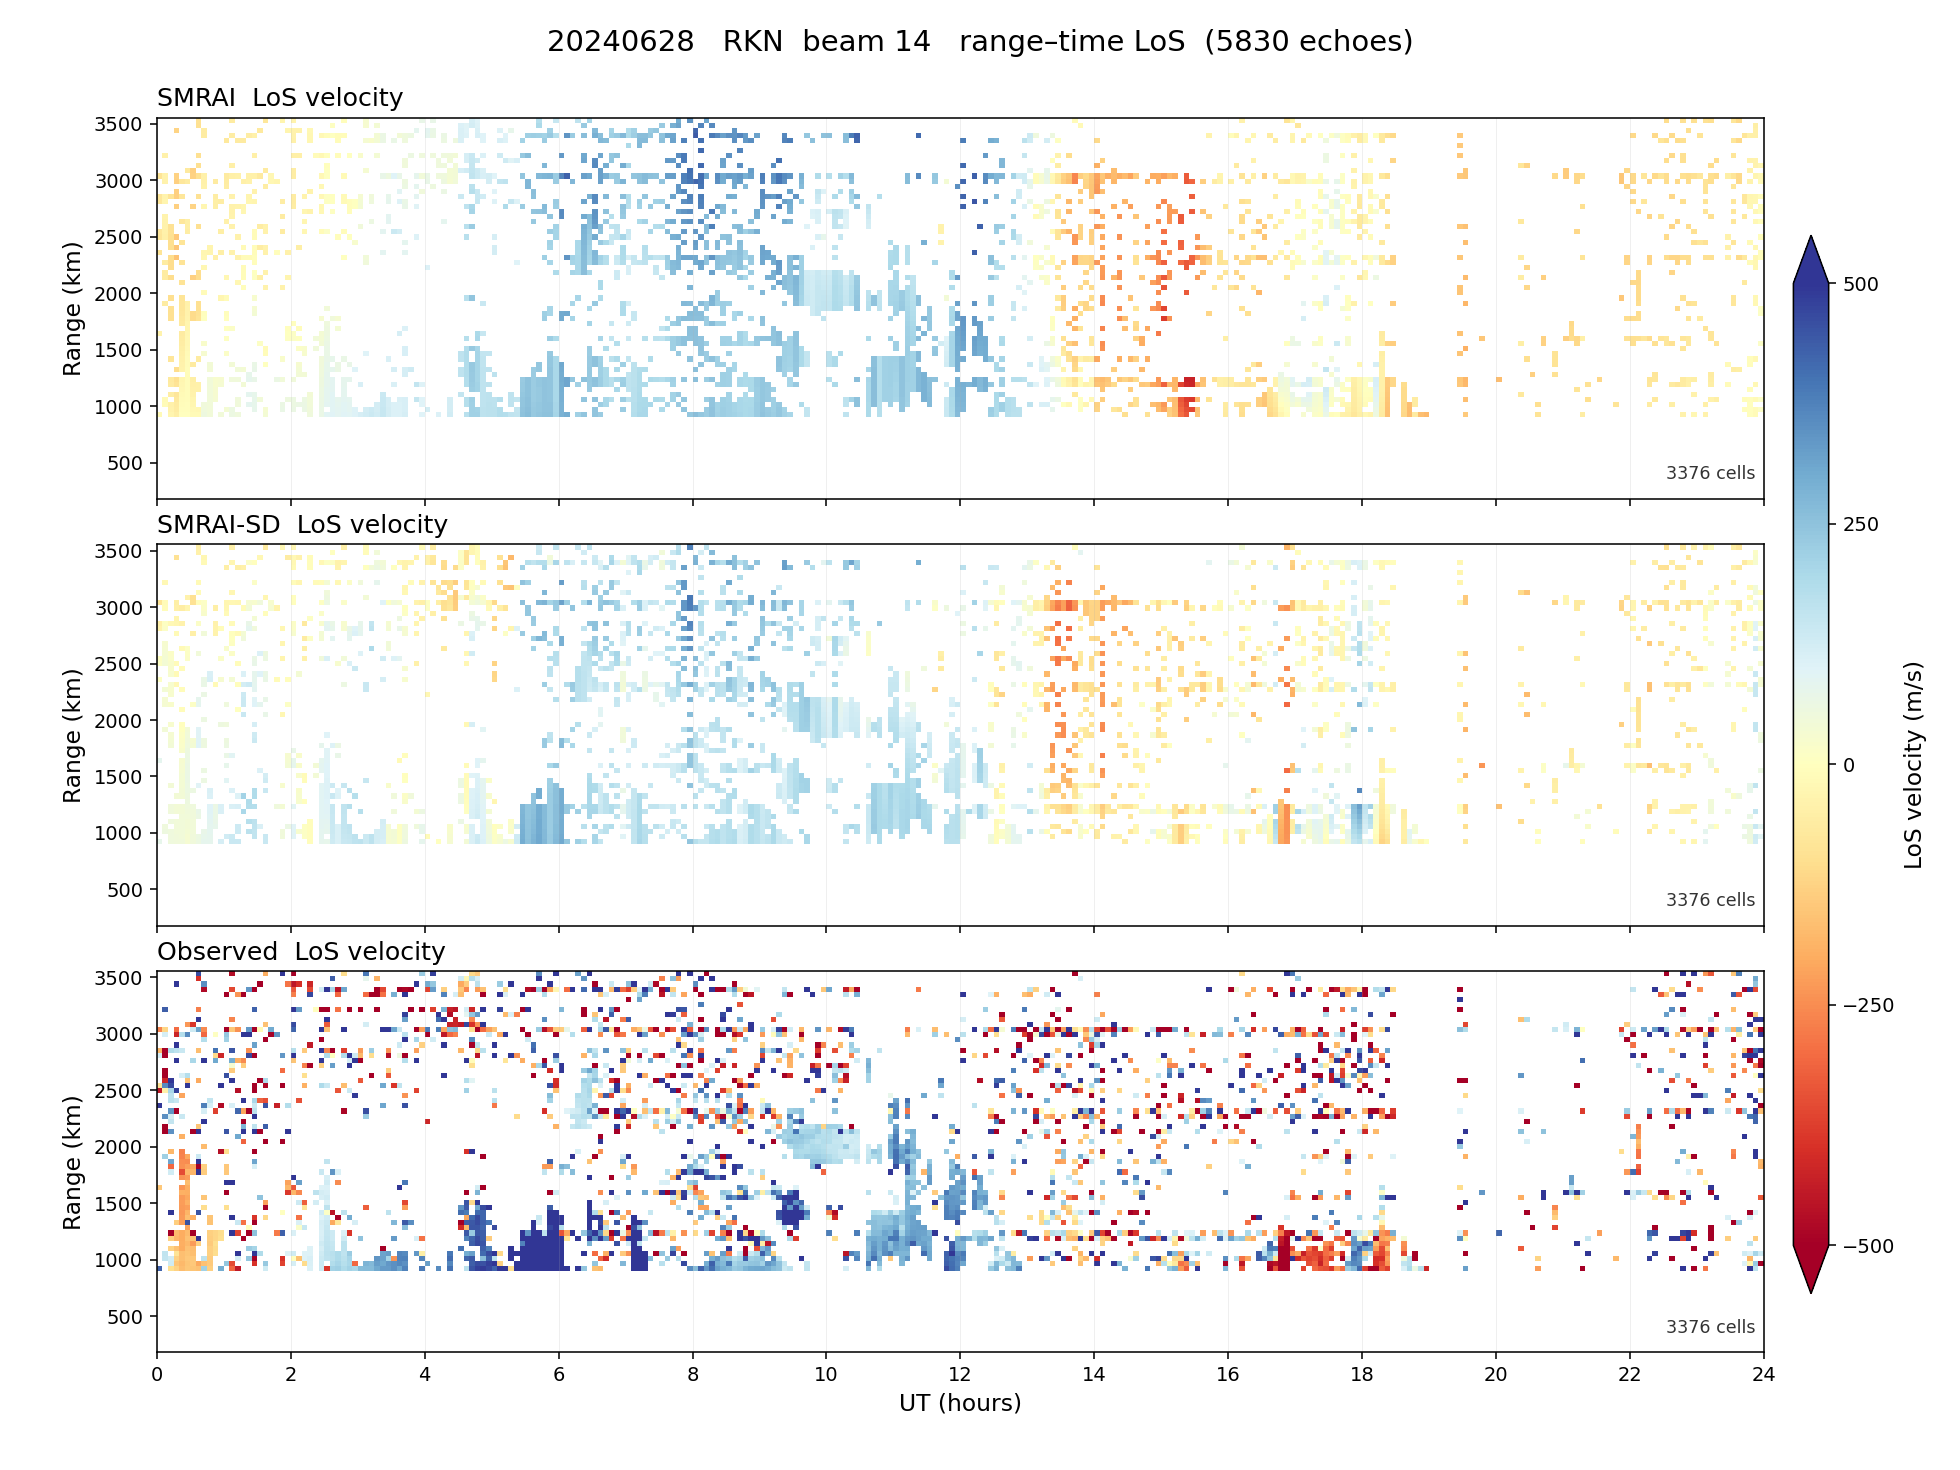 20240628   RKN  beam 14   range–time LoS  (5830 echoes)
SMRAI  LoS velocity
3500
3000
2500
2000
1500
1000
500
Range (km)
3376 cells
SMRAI-SD  LoS velocity
3500
3000
2500
2000
1500
1000
500
Range (km)
3376 cells
Observed  LoS velocity
3500
3000
2500
2000
1500
1000
500
Range (km)
3376 cells
0 2 4 6 8 10 12 14 16 18 20 22 24
UT (hours)
500
250
0
−250
−500
LoS velocity (m/s)